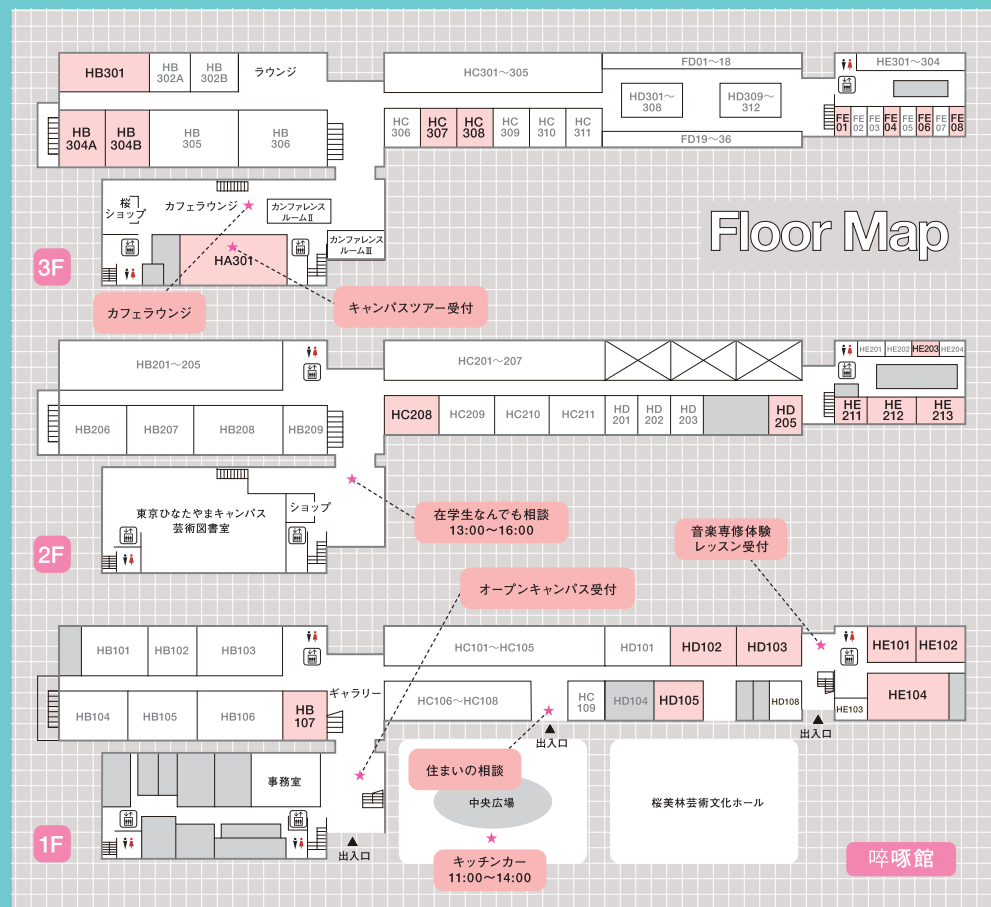 HB301
HB
302A
HB
302B
ラウンジ
HC301〜305
FD01〜18
HE301〜304
HD301〜
308
HD309〜
312
HB
304A
HB
304B
HB
305
HB
306
HC
306
HC
307
HC
308
HC
309
HC
310
HC
311
FD19〜36
FE
01
FE
02
FE
03
FE
04
FE
05
FE
06
FE
07
FE
08
桜
ショップ
カフェラウンジ
カンファレンス
ルームⅡ
カンファレンス
ルームⅢ
HA301
Floor Map
3F
カフェラウンジ
キャンパスツアー受付
HB201〜205
HC201〜207
HE201
HE202
HE203
HE204
HB206
HB207
HB208
HB209
HC208
HC209
HC210
HC211
HD
201
HD
202
HD
203
HD
205
HE
211
HE
212
HE
213
東京ひなたやまキャンパス
芸術図書室
ショップ
在学生なんでも相談
13:00〜16:00
音楽専修体験
レッスン受付
2F
オープンキャンパス受付
HB101
HB102
HB103
HC101〜HC105
HD101
HD102
HD103
HE101
HE102
HB104
HB105
HB106
HB
107
ギャラリー
HC106〜HC108
HC
109
HD104
HD105
HD108
HE103
HE104
出入口
出入口
事務室
住まいの相談
中央広場
桜美林芸術文化ホール
1F
出入口
キッチンカー
11:00〜14:00
啐啄館